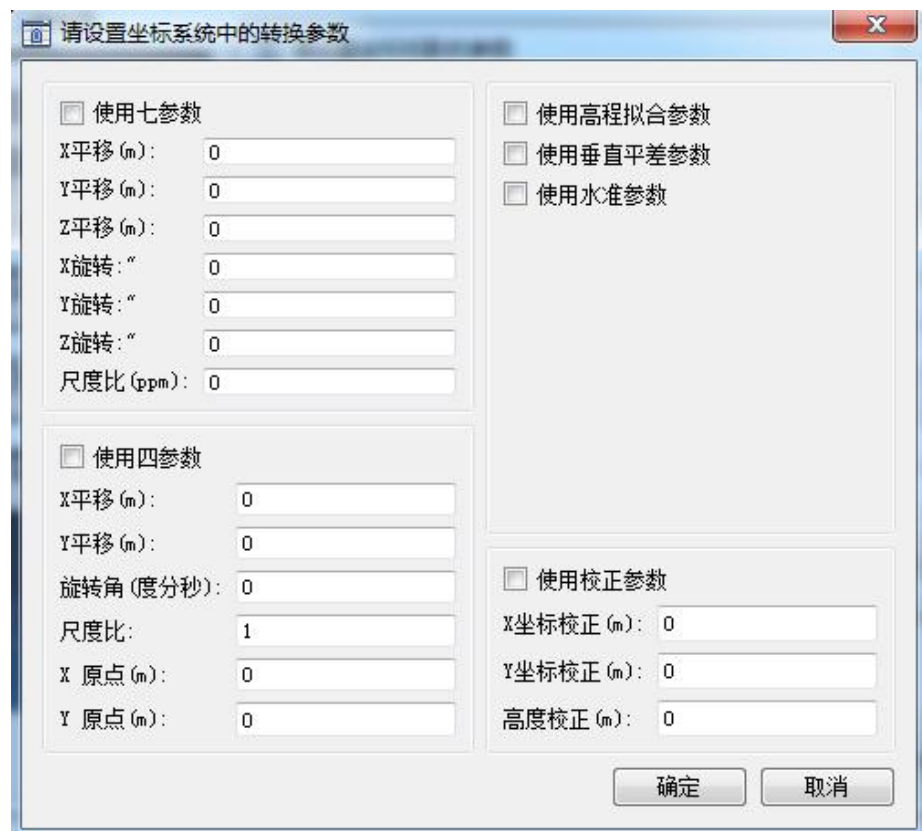 请设置坐标系统中的转换参数
使用七参数
X平移(m): 0
Y平移(m): 0
Z平移(m): 0
X旋转:″ 0
Y旋转:″ 0
Z旋转:″ 0
尺度比(ppm): 0
使用四参数
X平移(m): 0
Y平移(m): 0
旋转角(度分秒): 0
尺度比: 1
X 原点(m): 0
Y 原点(m): 0
使用高程拟合参数
使用垂直平差参数
使用水准参数
使用校正参数
X坐标校正(m): 0
Y坐标校正(m): 0
高度校正(m): 0
确定 取消